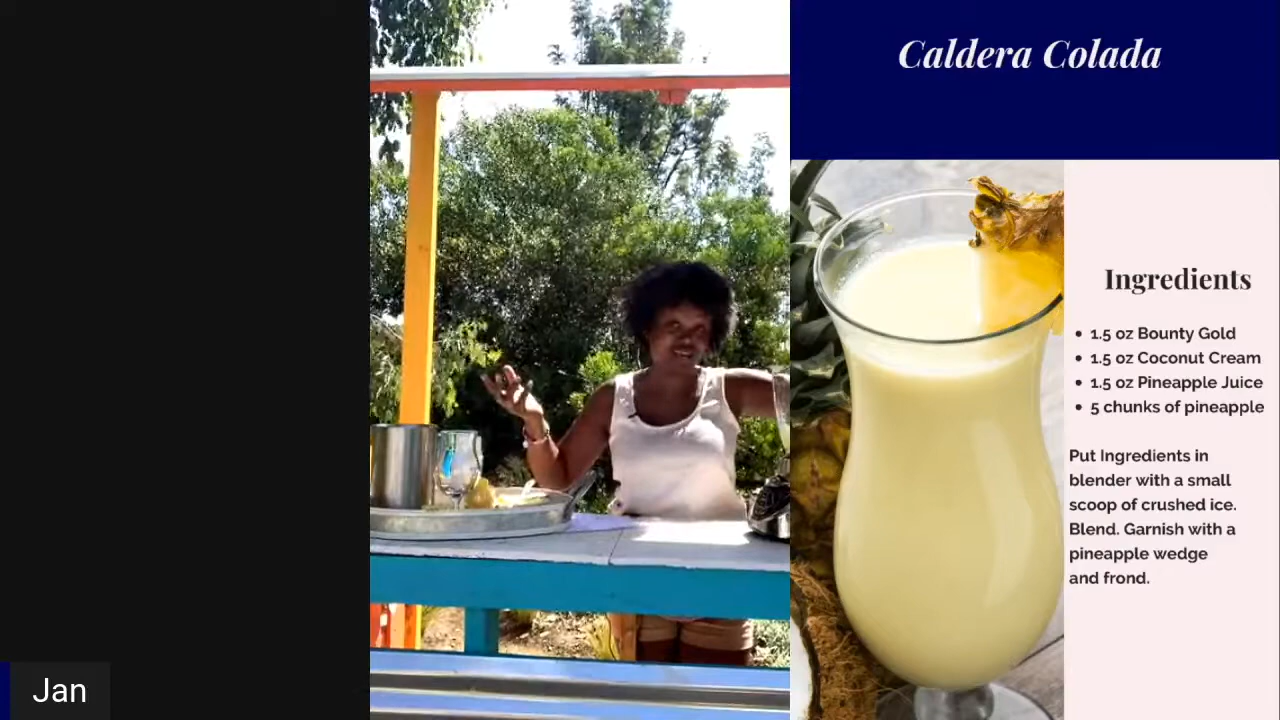 Caldera Colada
Ingredients
• 1.5 oz Bounty Gold
• 1.5 oz Coconut Cream
• 1.5 oz Pineapple Juice
• 5 chunks of pineapple
Put Ingredients in
blender with a small
scoop of crushed ice.
Blend. Garnish with a
pineapple wedge
and frond.
Jan